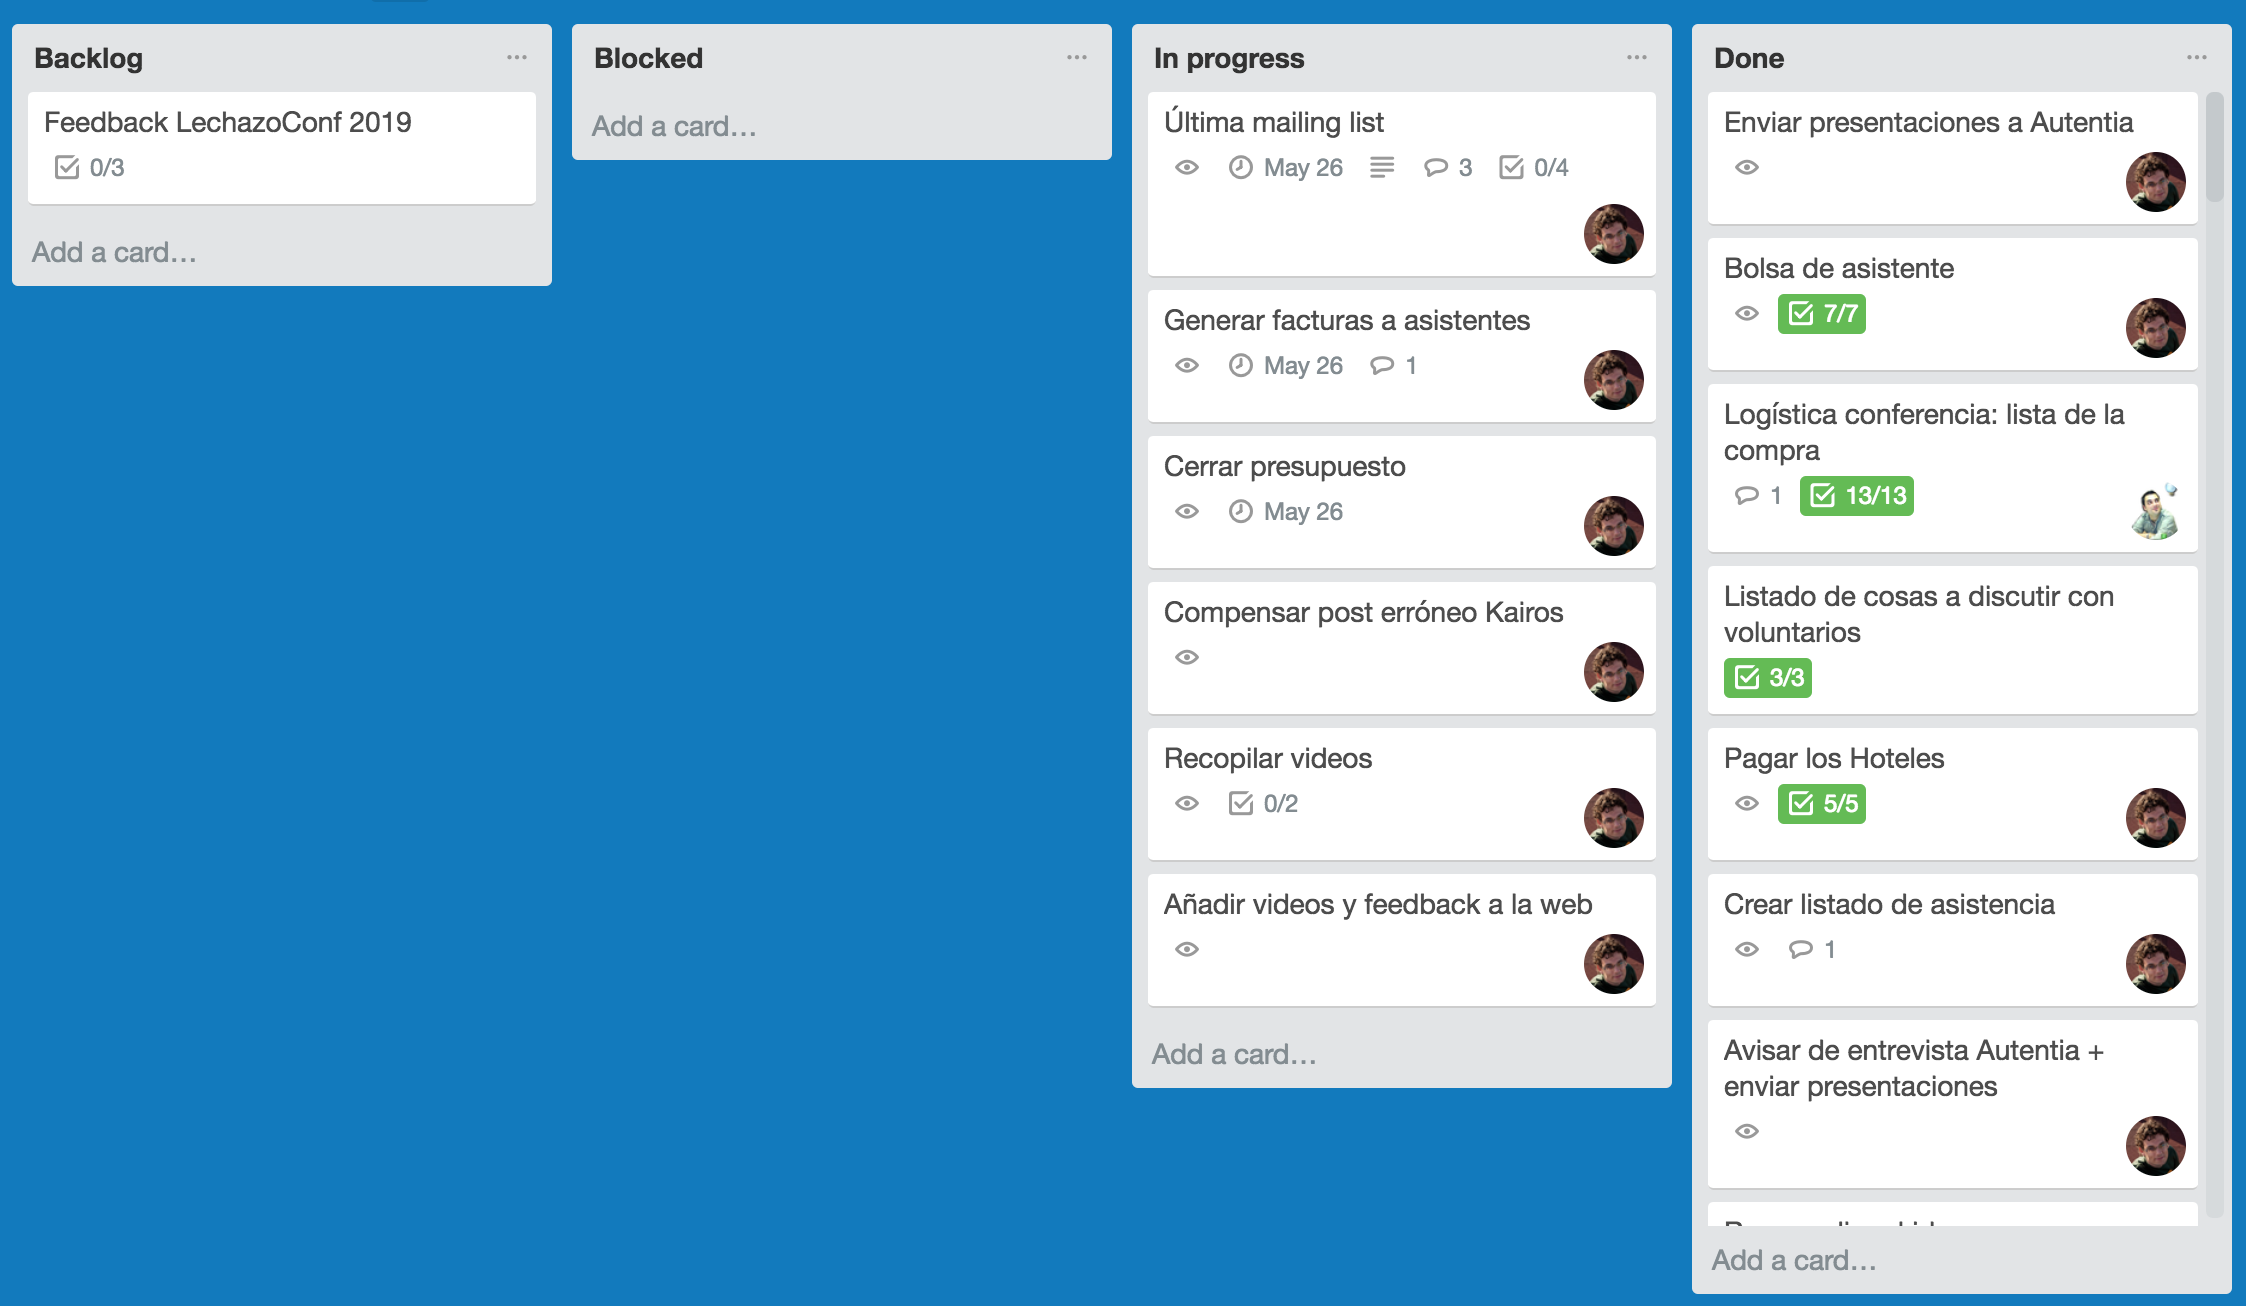 Backlog
Feedback LechazoConf 2019
0/3
Add a card...
Blocked
Add a card...
In progress
Última mailing list
May 26
3
0/4
Generar facturas a asistentes
May 26
1
Cerrar presupuesto
May 26
Compensar post erróneo Kairos
Recopilar videos
0/2
Añadir videos y feedback a la web
Add a card...
Done
Enviar presentaciones a Autentia
Bolsa de asistente
7/7
Logística conferencia: lista de la
compra
1
13/13
Listado de cosas a discutir con
voluntarios
3/3
Pagar los Hoteles
5/5
Crear listado de asistencia
1
Avisar de entrevista Autentia +
enviar presentaciones
Add a card...